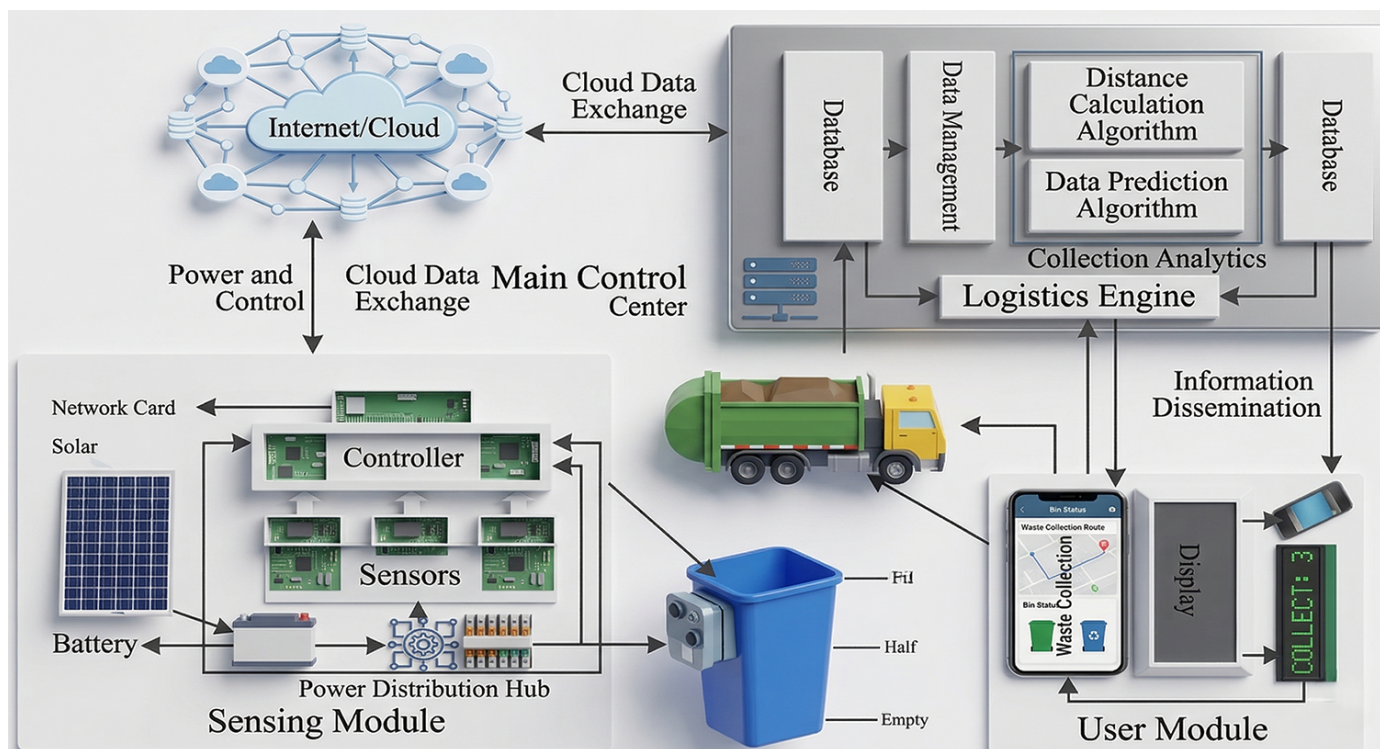 Internet/Cloud
Cloud Data
Exchange
Database
Data Management
Distance
Calculation
Algorithm
Data Prediction
Algorithm
Database
Collection Analytics
Logistics Engine
Power and
Control
Cloud Data
Exchange
Main Control
Center
Information
Dissemination
Network Card
Solar
Controller
Sensors
Battery
Power Distribution Hub
Sensing Module
Half
Empty
Bin Status
Waste Collection Route
Bin Status
Waste Collection
Display
COLLECT: 3
User Module